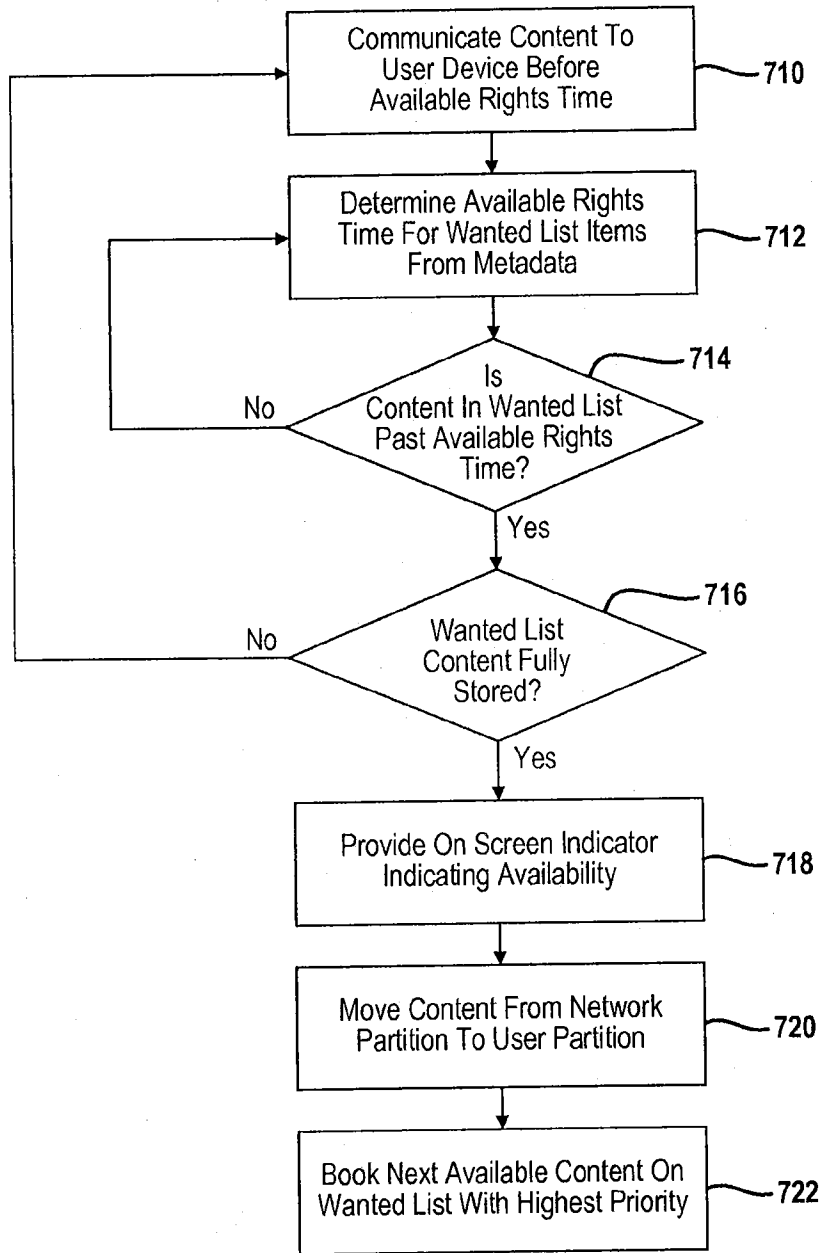 Communicate Content To
User Device Before
Available Rights Time
710
Determine Available Rights
Time For Wanted List Items
From Metadata
712
714
Is
Content In Wanted List
Past Available Rights
Time?
No
Yes
716
Wanted List
Content Fully
Stored?
No
Yes
Provide On Screen Indicator
Indicating Availability
718
Move Content From Network
Partition To User Partition
720
Book Next Available Content On
Wanted List With Highest Priority
722